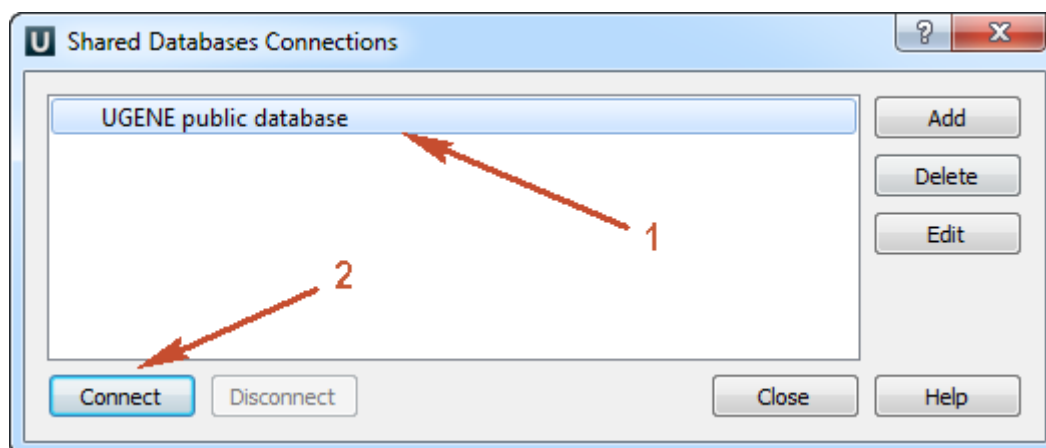 U Shared Databases Connections ?
UGENE public database
Add
Delete
Edit
1
2
Connect
Disconnect
Close
Help